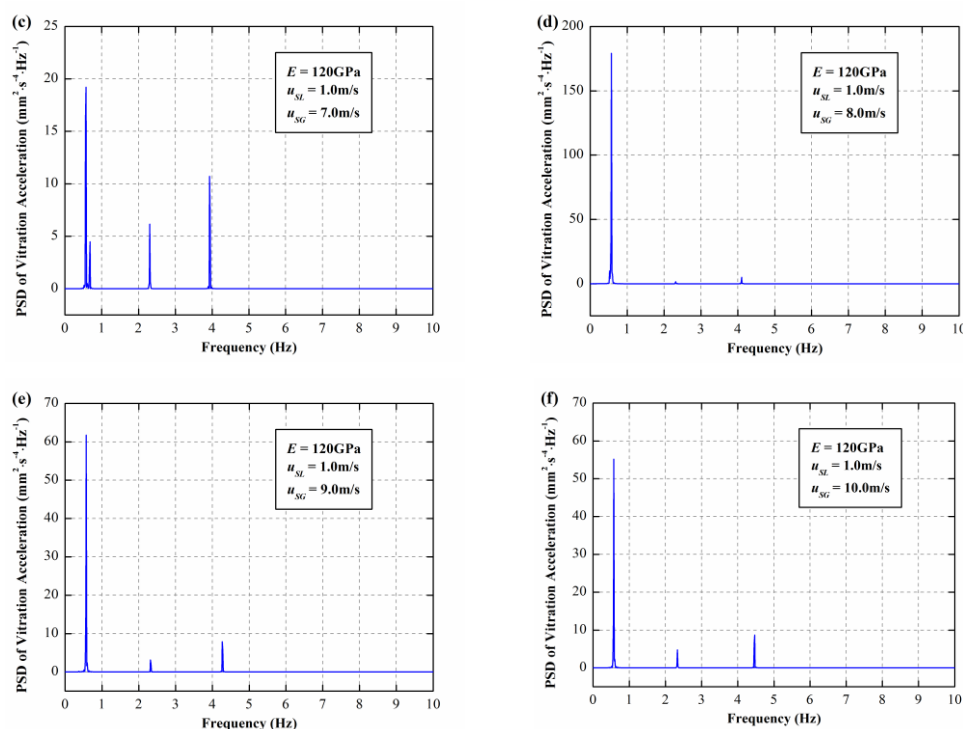 (c)
PSD of Vitration Acceleration (mm²·s⁻⁴·Hz⁻¹)
25
20
15
10
5
0
E = 120GPa
u_SL = 1.0m/s
u_SG = 7.0m/s
0 1 2 3 4 5 6 7 8 9 10
Frequency (Hz)
(d)
PSD of Vitration Acceleration (mm²·s⁻⁴·Hz⁻¹)
200
150
100
50
0
E = 120GPa
u_SL = 1.0m/s
u_SG = 8.0m/s
0 1 2 3 4 5 6 7 8 9 10
Frequency (Hz)
(e)
PSD of Vitration Acceleration (mm²·s⁻⁴·Hz⁻¹)
70
60
50
40
30
20
10
0
E = 120GPa
u_SL = 1.0m/s
u_SG = 9.0m/s
0 1 2 3 4 5 6 7 8 9 10
Frequency (Hz)
(f)
PSD of Vitration Acceleration (mm²·s⁻⁴·Hz⁻¹)
70
60
50
40
30
20
10
0
E = 120GPa
u_SL = 1.0m/s
u_SG = 10.0m/s
0 1 2 3 4 5 6 7 8 9 10
Frequency (Hz)